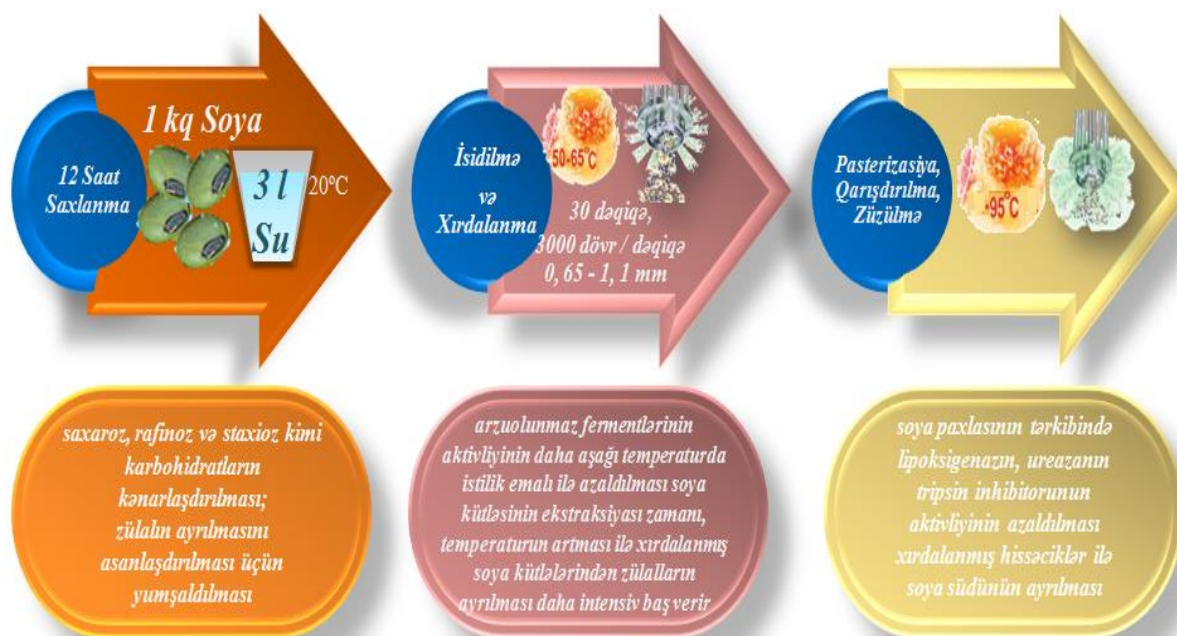 12 Saat
Saxlanma
1 kq Soya
3 l
Su
20°C
İsidilmə
və
Xırdalanma
50-65°C
30 dəqiqə,
3000 dövr / dəqiqə
0, 65 - 1, 1 mm
Pasterizasiya,
Qarışdırılma,
Züzülmə
-95°C
saxaroz, rafinoz və staxioz kimi
karbohidratların
kənarlaşdırılması;
zülalın ayrılmasını
asanlaşdırılması üçün
yumşaldılması
arzuolunmaz fermentlərinin
aktivliyinin daha aşağı temperaturda
istilik emalı ilə azaldılması soya
kütləsinin ekstraksiyası zamanı,
temperaturun artması ilə xırdalanmış
soya kütlələrindən zülalların
ayrılması daha intensiv baş verir
soya paxlasının tərkibində
lipoksigenazın, ureazanın
tripsin inhibitorunun
aktivliyinin azaldılması
xırdalanmış hissəciklər ilə
soya südünün ayrılması